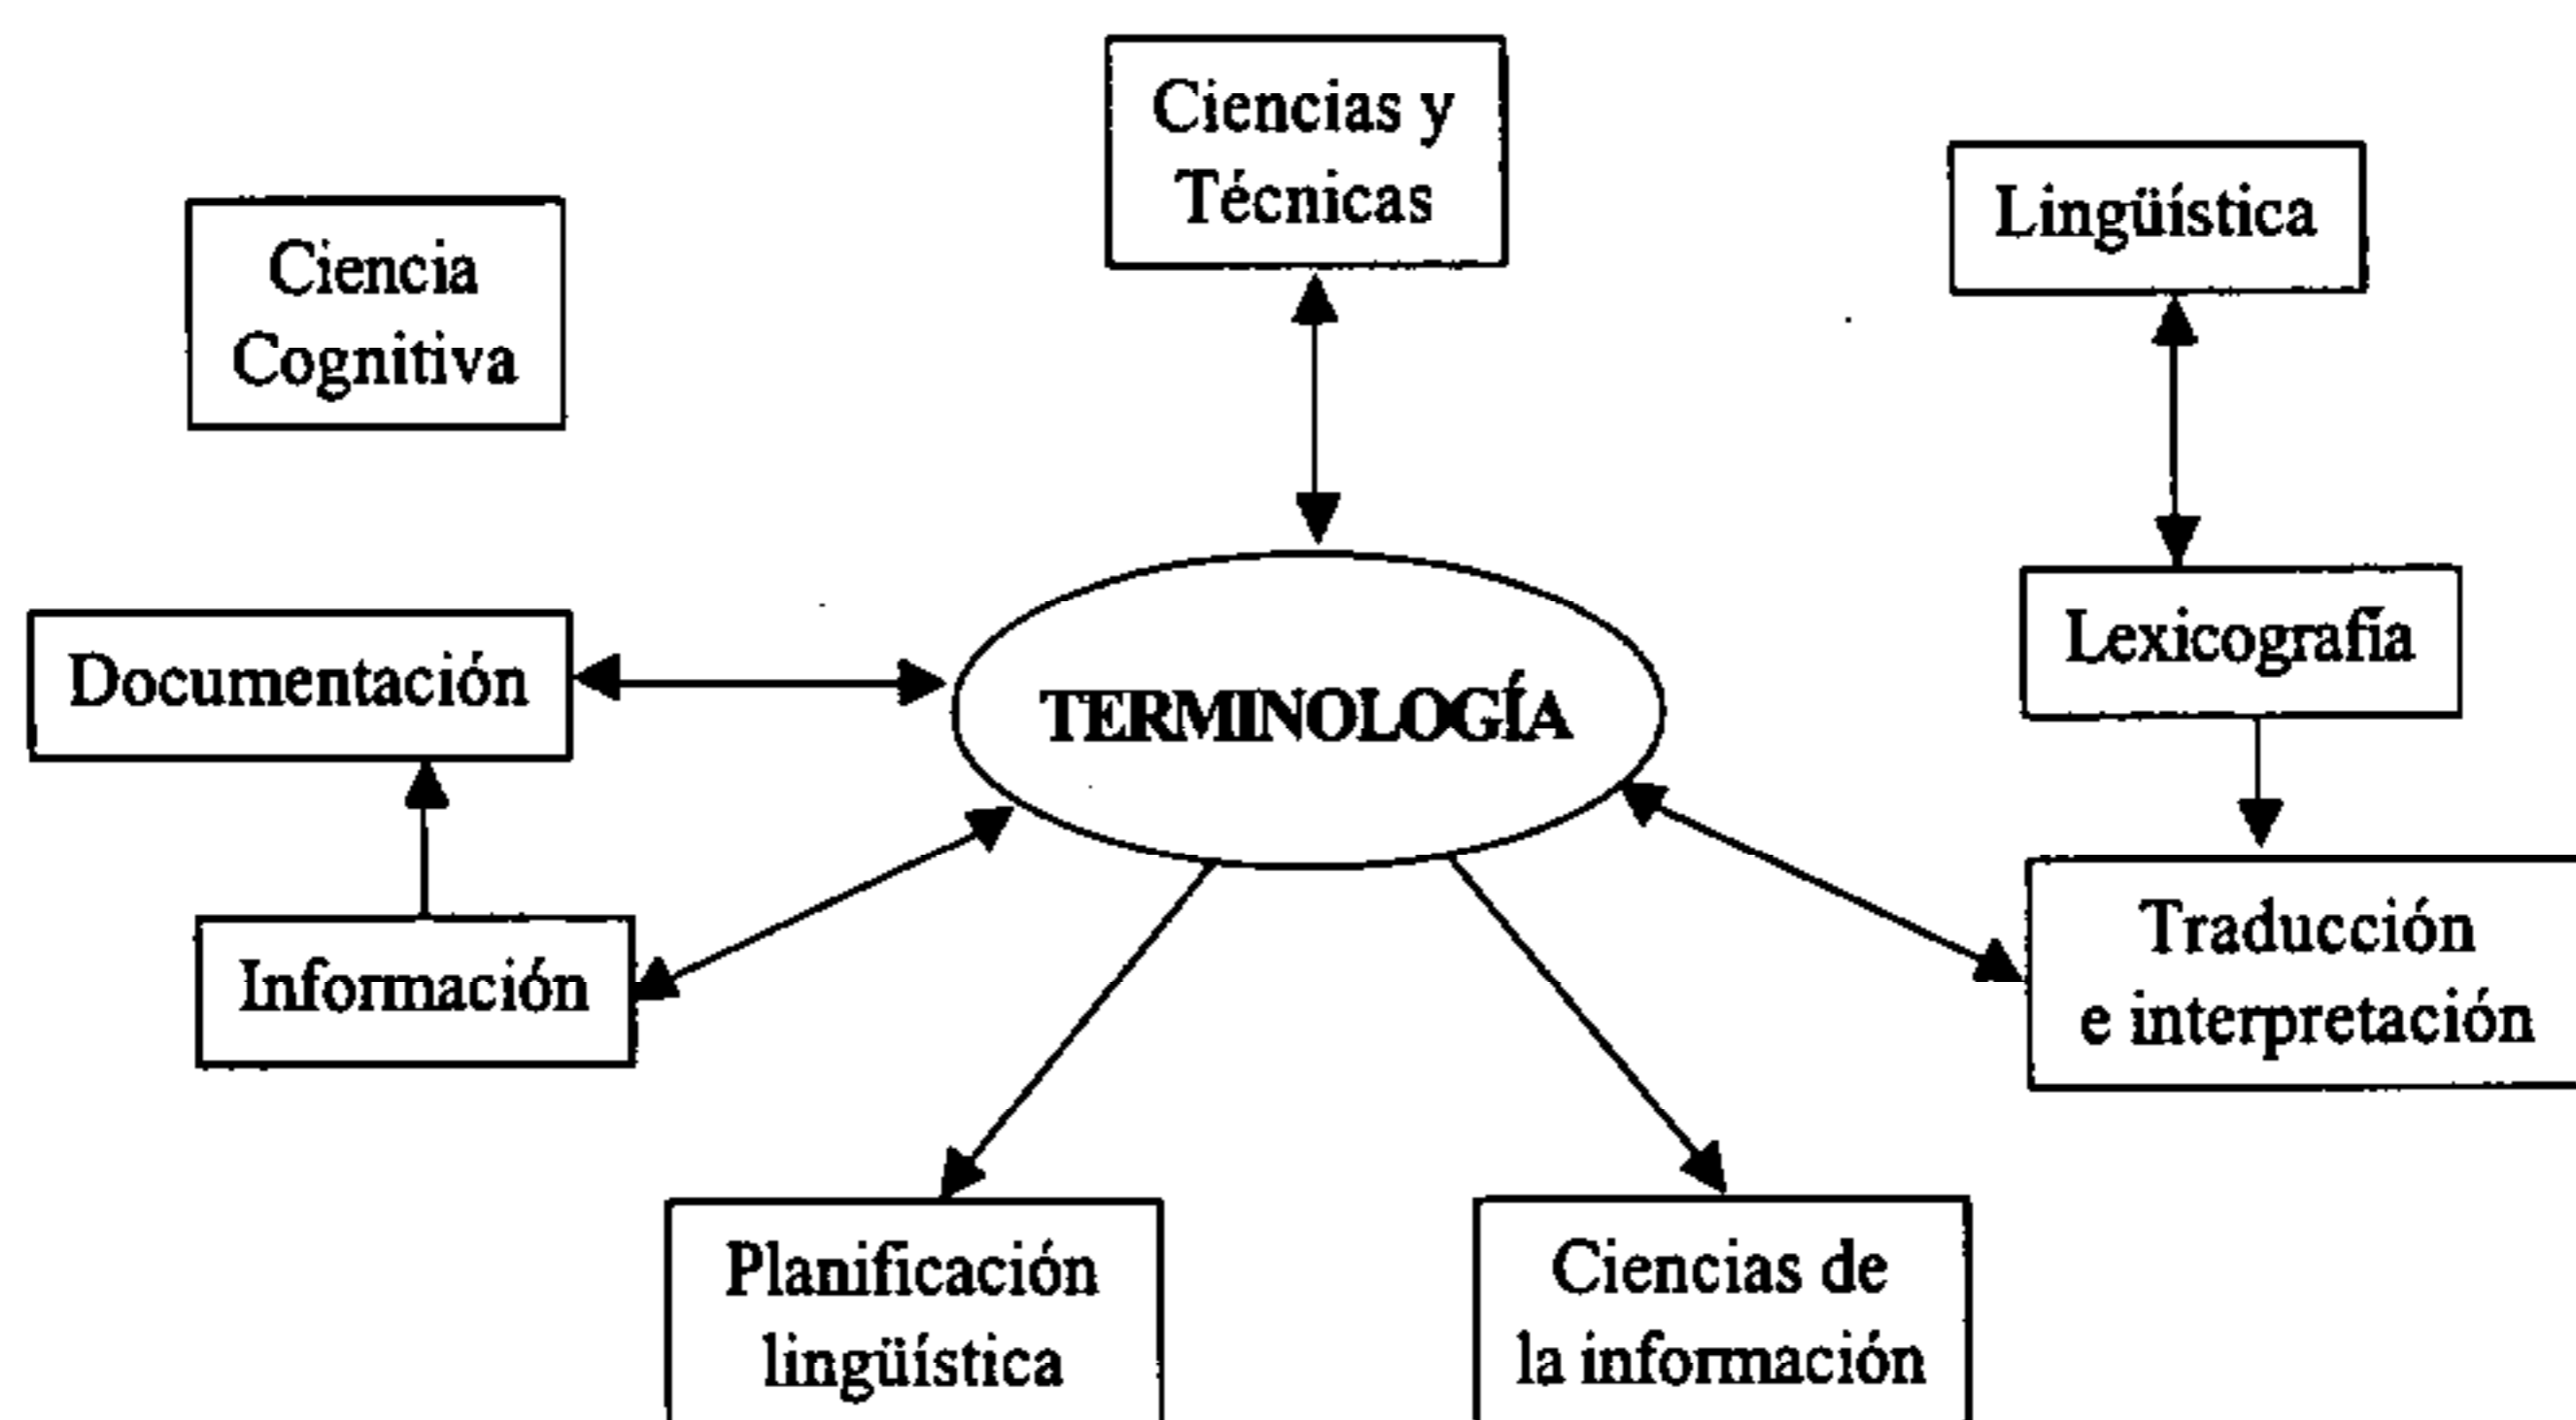 Ciencias y
Técnicas
Lingüística
Ciencia
Cognitiva
Lexicografía
Documentación
TERMINOLOGÍA
Traducción
e interpretación
Información
Planificación
lingüística
Ciencias de
la información